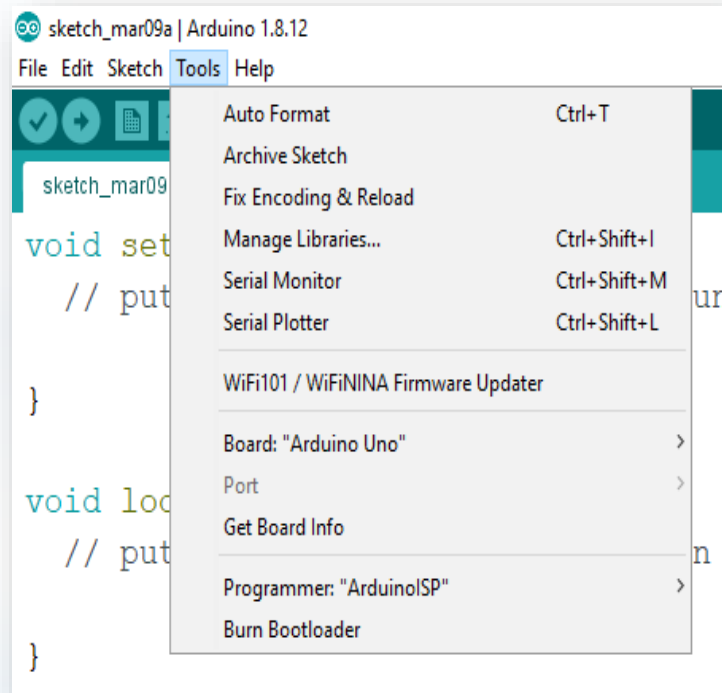 sketch_mar09a | Arduino 1.8.12
File Edit Sketch Tools Help
Auto Format Ctrl+T
Archive Sketch
sketch_mar09
Fix Encoding & Reload
void set
Manage Libraries... Ctrl+Shift+I
Serial Monitor Ctrl+Shift+M
// put
Serial Plotter Ctrl+Shift+L
WiFi101 / WiFiNINA Firmware Updater
}
Board: "Arduino Uno"
Port
void loo
Get Board Info
// put
Programmer: "ArduinoISP"
Burn Bootloader
}